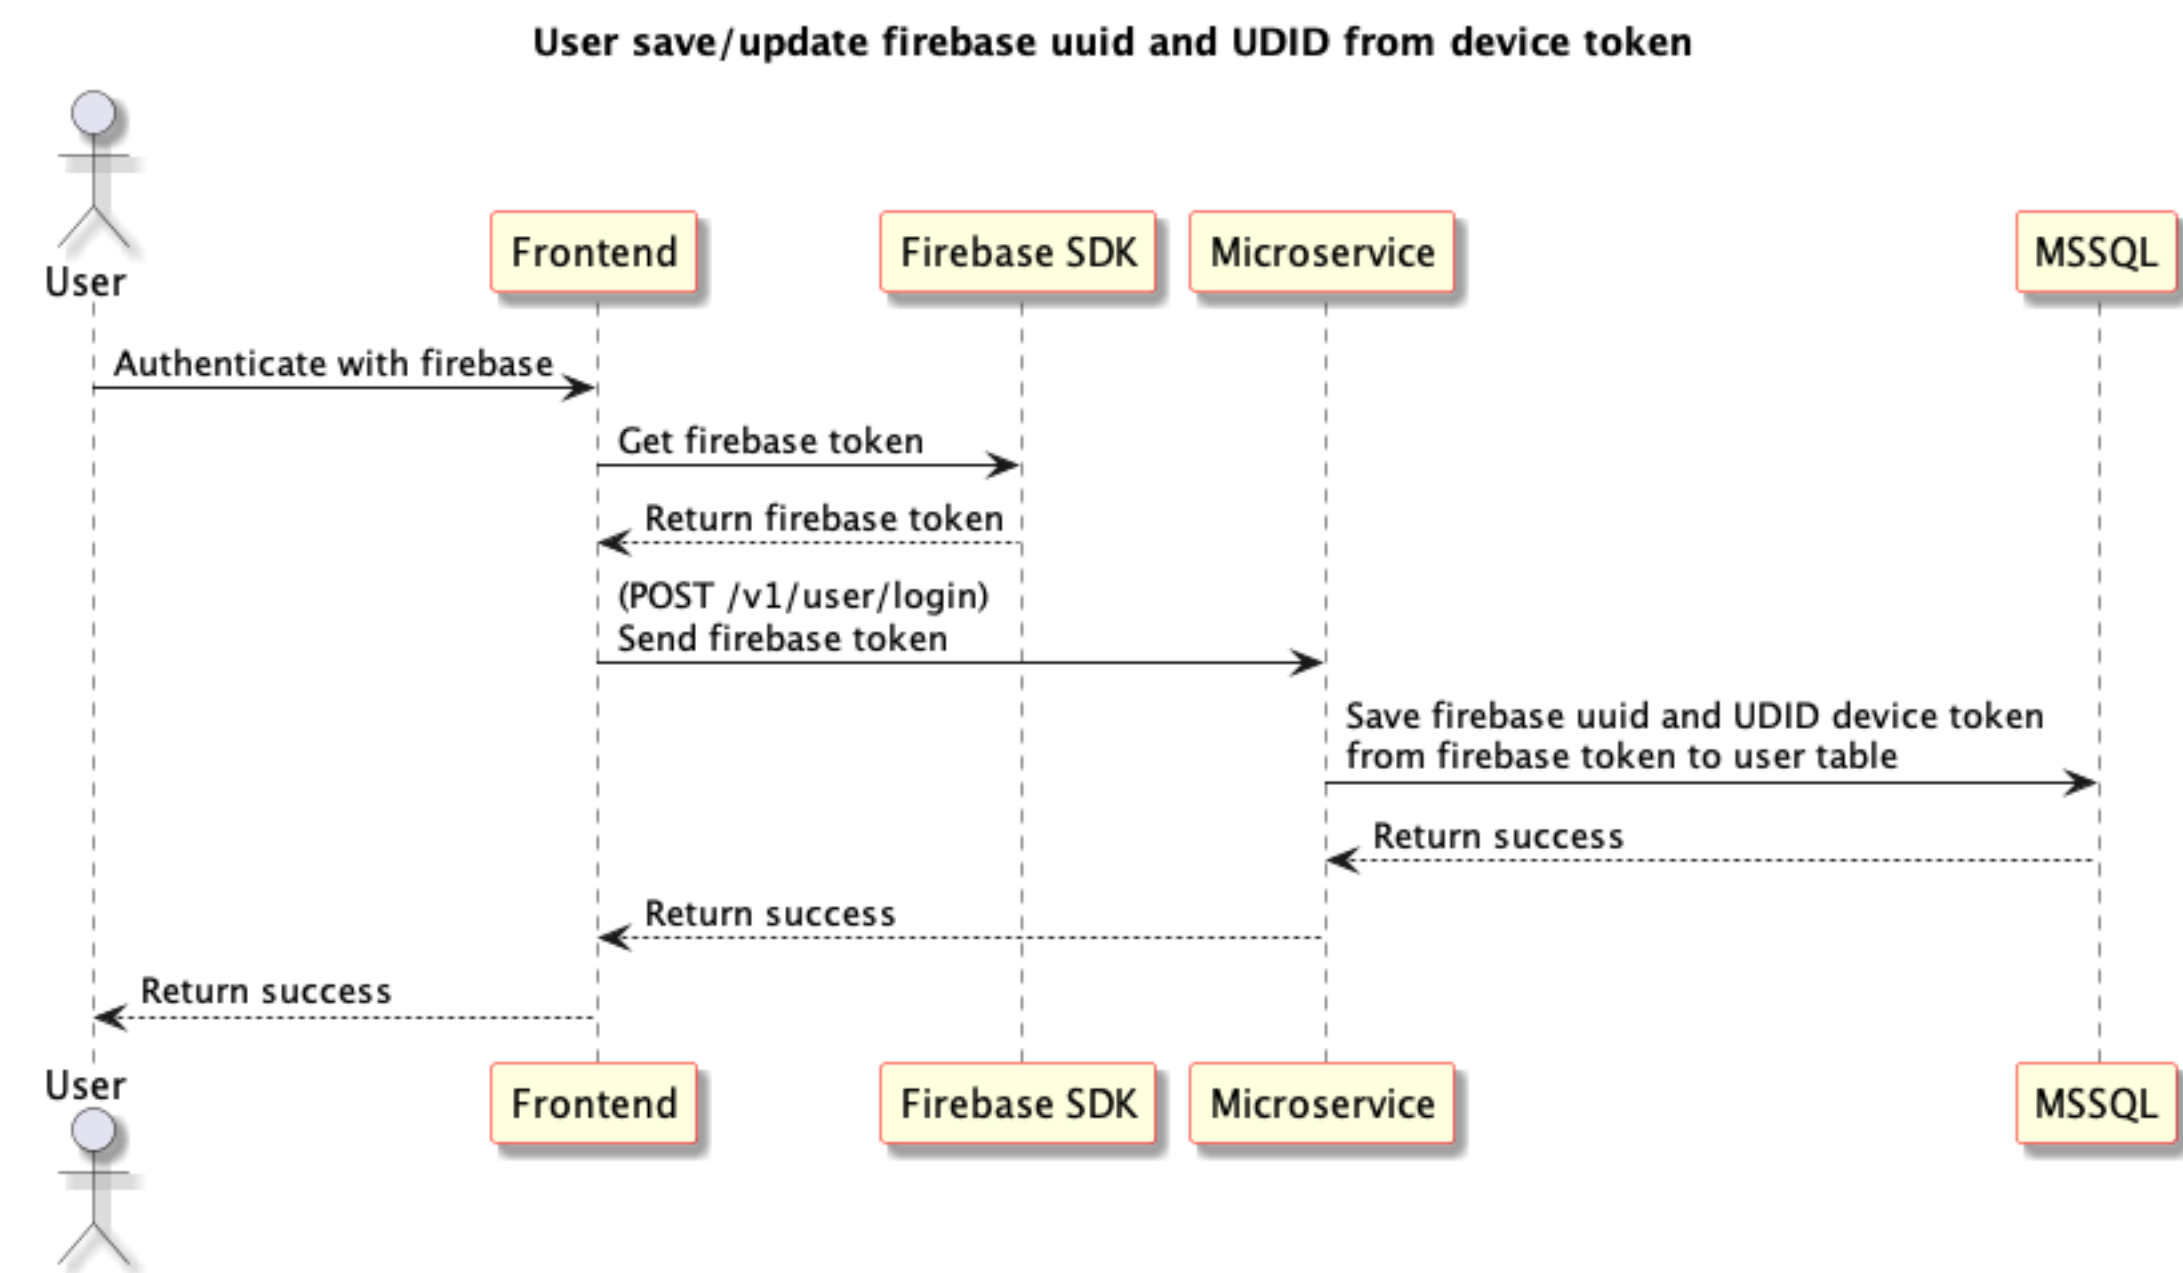 User save/update firebase uuid and UDID from device token
User
Frontend
Firebase SDK
Microservice
MSSQL
Authenticate with firebase
Get firebase token
Return firebase token
(POST /v1/user/login)
Send firebase token
Save firebase uuid and UDID device token
from firebase token to user table
Return success
Return success
Return success
User
Frontend
Firebase SDK
Microservice
MSSQL